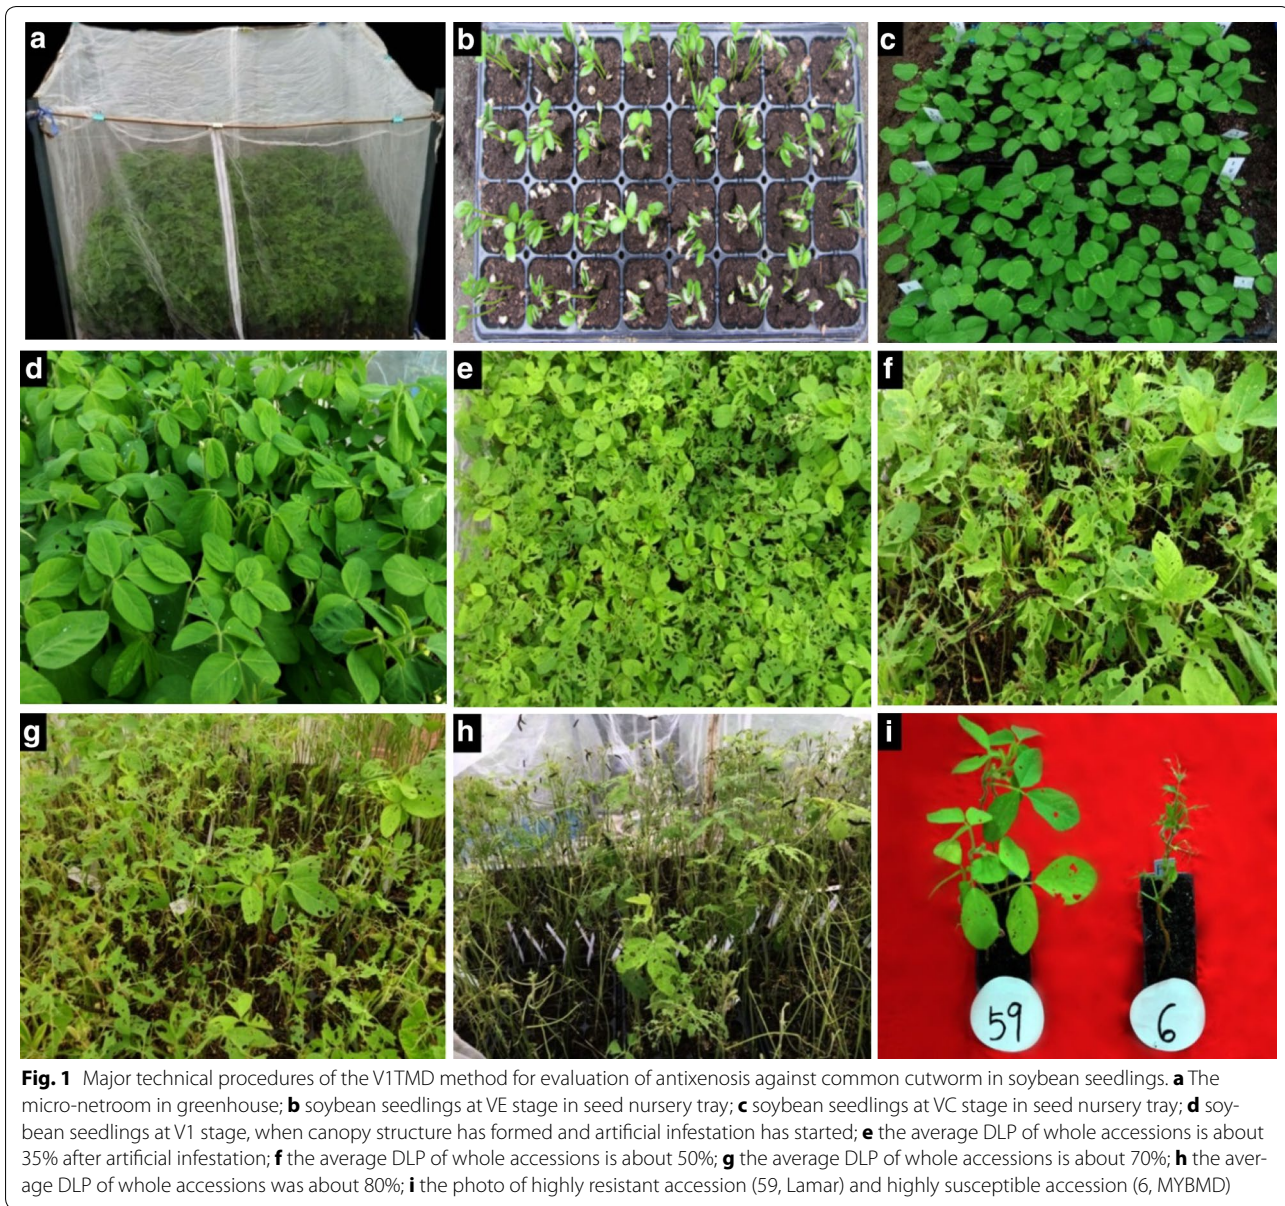 a
b
c
d
e
f
g
h
i
59
6
Fig. 1 Major technical procedures of the V1TMD method for evaluation of antixenosis against common cutworm in soybean seedlings. a The
micro-netroom in greenhouse; b soybean seedlings at VE stage in seed nursery tray; c soybean seedlings at VC stage in seed nursery tray; d soy-
bean seedlings at V1 stage, when canopy structure has formed and artificial infestation has started; e the average DLP of whole accessions is about
35% after artificial infestation; f the average DLP of whole accessions is about 50%; g the average DLP of whole accessions is about 70%; h the aver-
age DLP of whole accessions was about 80%; i the photo of highly resistant accession (59, Lamar) and highly susceptible accession (6, MYBMD)